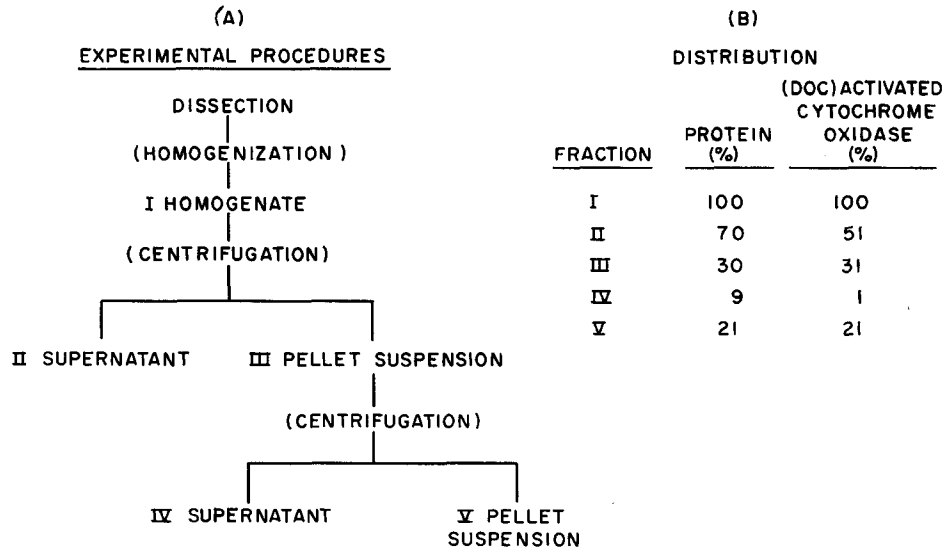 (A)
EXPERIMENTAL PROCEDURES
DISSECTION
(HOMOGENIZATION)
I HOMOGENATE
(CENTRIFUGATION)
II SUPERNATANT
III PELLET SUSPENSION
(CENTRIFUGATION)
IV SUPERNATANT
V PELLET
SUSPENSION
(B)
DISTRIBUTION
FRACTION
PROTEIN
(%)
(DOC) ACTIVATED
CYTOCHROME
OXIDASE
(%)
I 100 100
II 70 51
III 30 31
IV 9 1
V 21 21